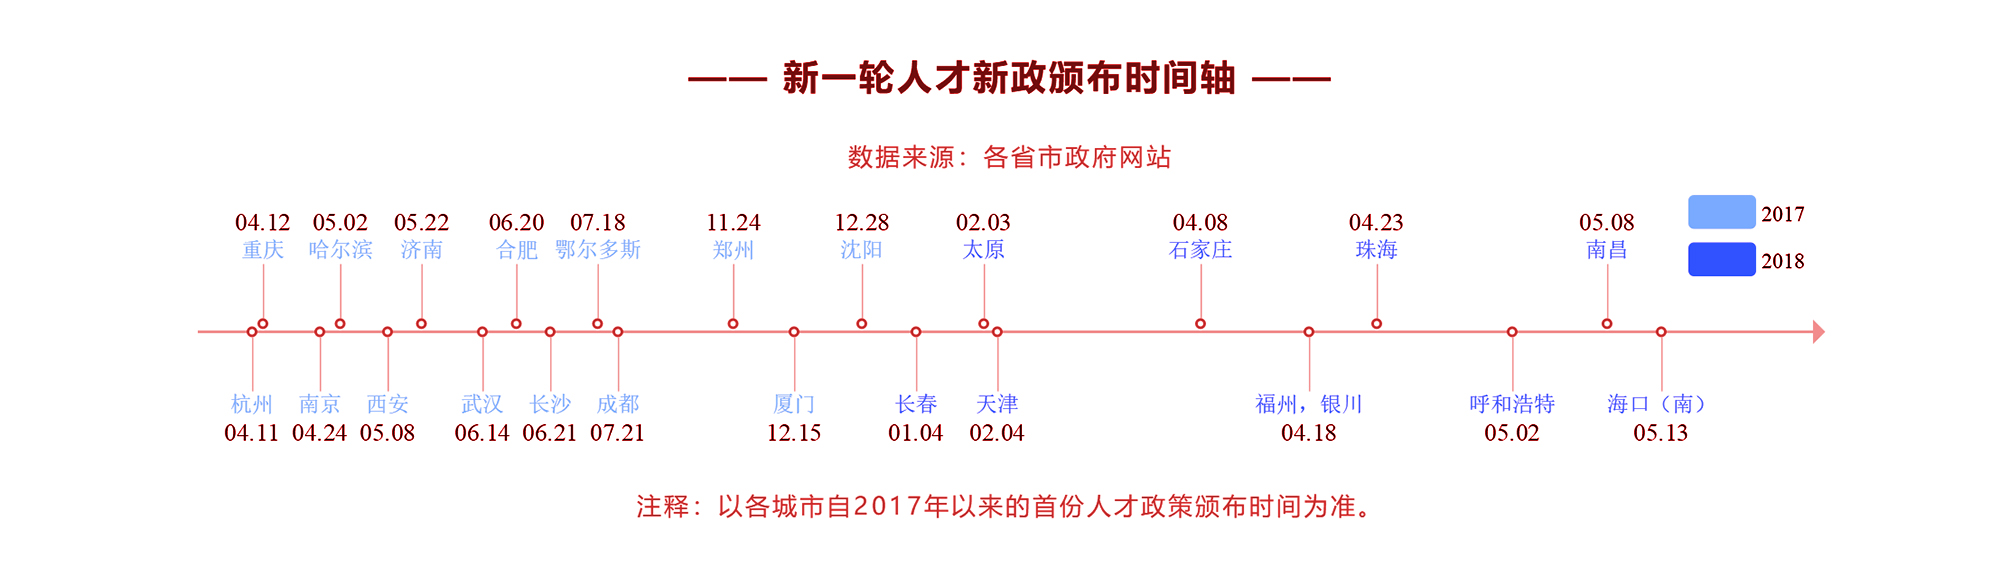 —— 新一轮人才新政颁布时间轴 ——
数据来源：各省市政府网站
04.12 05.02 05.22 06.20 07.18 11.24 12.28 02.03 04.08 04.23 05.08
重庆 哈尔滨 济南 合肥 鄂尔多斯 郑州 沈阳 太原 石家庄 珠海 南昌
2017
2018
杭州 南京 西安 武汉 长沙 成都 厦门 长春 天津 福州，银川 呼和浩特 海口（南）
04.11 04.24 05.08 06.14 06.21 07.21 12.15 01.04 02.04 04.18 05.02 05.13
注释：以各城市自2017年以来的首份人才政策颁布时间为准。